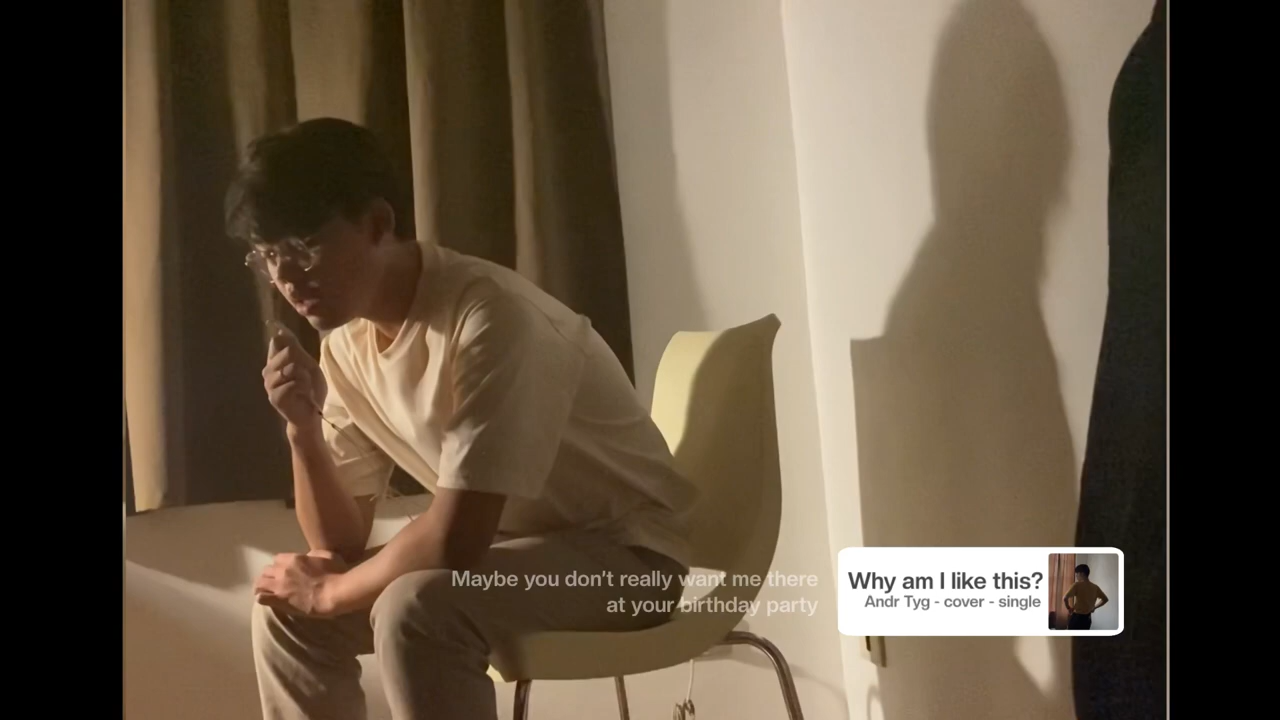 Maybe you don’t really want me there
at your birthday party
Why am I like this?
Andr Tyg - cover - single